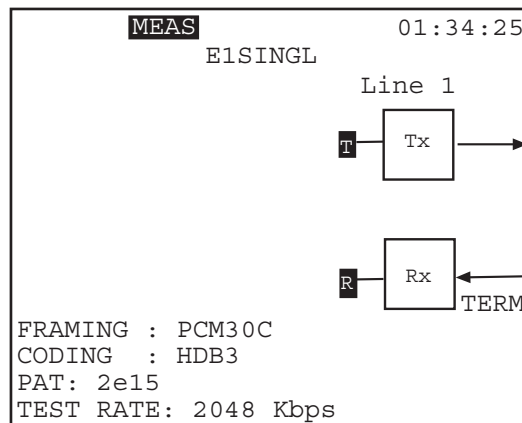 MEAS 01:34:25
E1SINGL
Line 1
T Tx
R Rx
TERM
FRAMING : PCM30C
CODING  : HDB3
PAT: 2e15
TEST RATE: 2048 Kbps